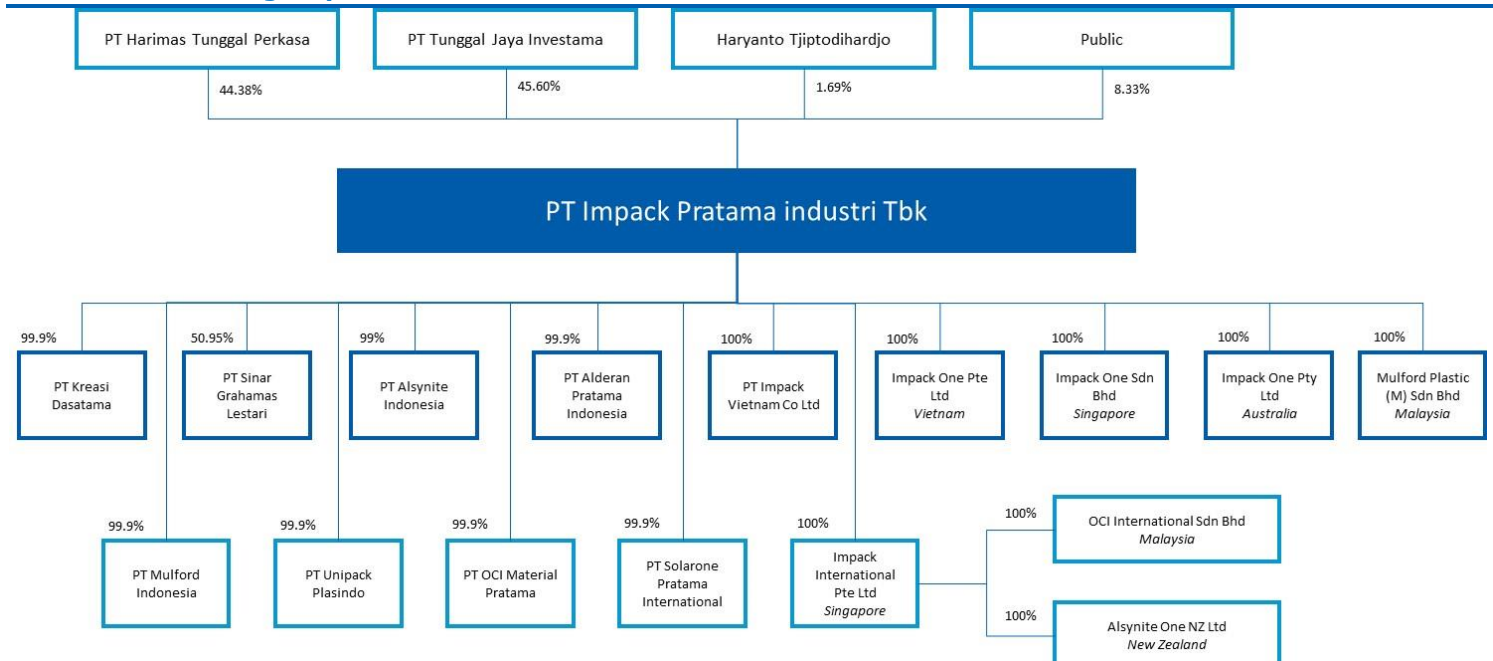 PT Harimas Tunggal Perkasa
PT Tunggal Jaya Investama
Haryanto Tjiptodihardjo
Public
44.38%
45.60%
1.69%
8.33%
PT Impack Pratama industri Tbk
99.9%
50.95%
99%
99.9%
100%
100%
100%
100%
100%
PT Kreasi
Dasatama
PT Sinar
Grahamas
Lestari
PT Alsynite
Indonesia
PT Alderan
Pratama
Indonesia
PT Impack
Vietnam Co Ltd
Impack One Pte
Ltd
Vietnam
Impack One Sdn
Bhd
Singapore
Impack One Pty
Ltd
Australia
Mulford Plastic
(M) Sdn Bhd
Malaysia
99.9%
99.9%
99.9%
99.9%
100%
PT Mulford
Indonesia
PT Unipack
Plasindo
PT OCI Material
Pratama
PT Solarone
Pratama
International
Impack
International
Pte Ltd
Singapore
100%
OCI International Sdn Bhd
Malaysia
100%
Alsynite One NZ Ltd
New Zealand